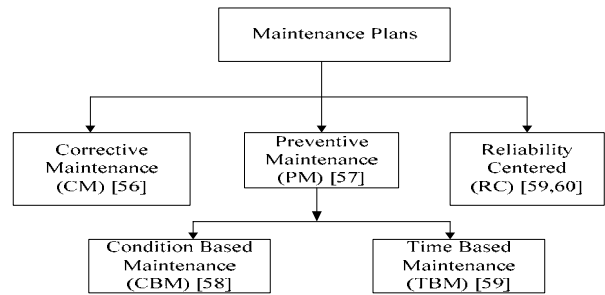 Maintenance Plans
Corrective
Maintenance
(CM) [56]
Preventive
Maintenance
(PM) [57]
Reliability
Centered
(RC) [59,60]
Condition Based
Maintenance
(CBM) [58]
Time Based
Maintenance
(TBM) [59]